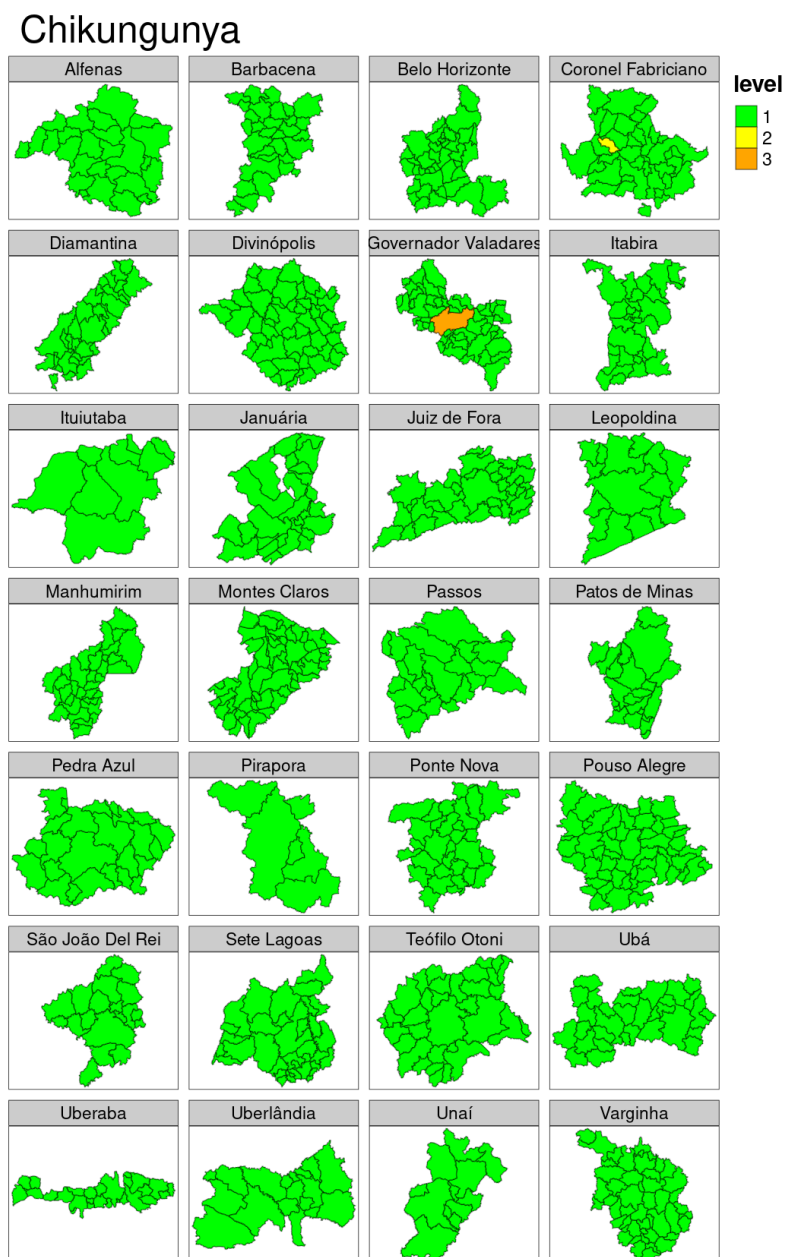 Chikungunya
Alfenas
Barbacena
Belo Horizonte
Coronel Fabriciano
level
1
2
3
Diamantina
Divinópolis
Governador Valadares
Itabira
Ituiutaba
Januária
Juiz de Fora
Leopoldina
Manhumirim
Montes Claros
Passos
Patos de Minas
Pedra Azul
Pirapora
Ponte Nova
Pouso Alegre
São João Del Rei
Sete Lagoas
Teófilo Otoni
Ubá
Uberaba
Uberlândia
Unaí
Varginha